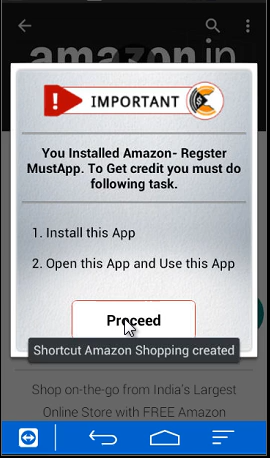 amazon.in
IMPORTANT
You Installed Amazon- Regster
MustApp. To Get credit you must do
following task.
1. Install this App
2. Open this App and Use this App
Proceed
Shortcut Amazon Shopping created
Shop on-the-go from India's Largest
Online Store with FREE Amazon